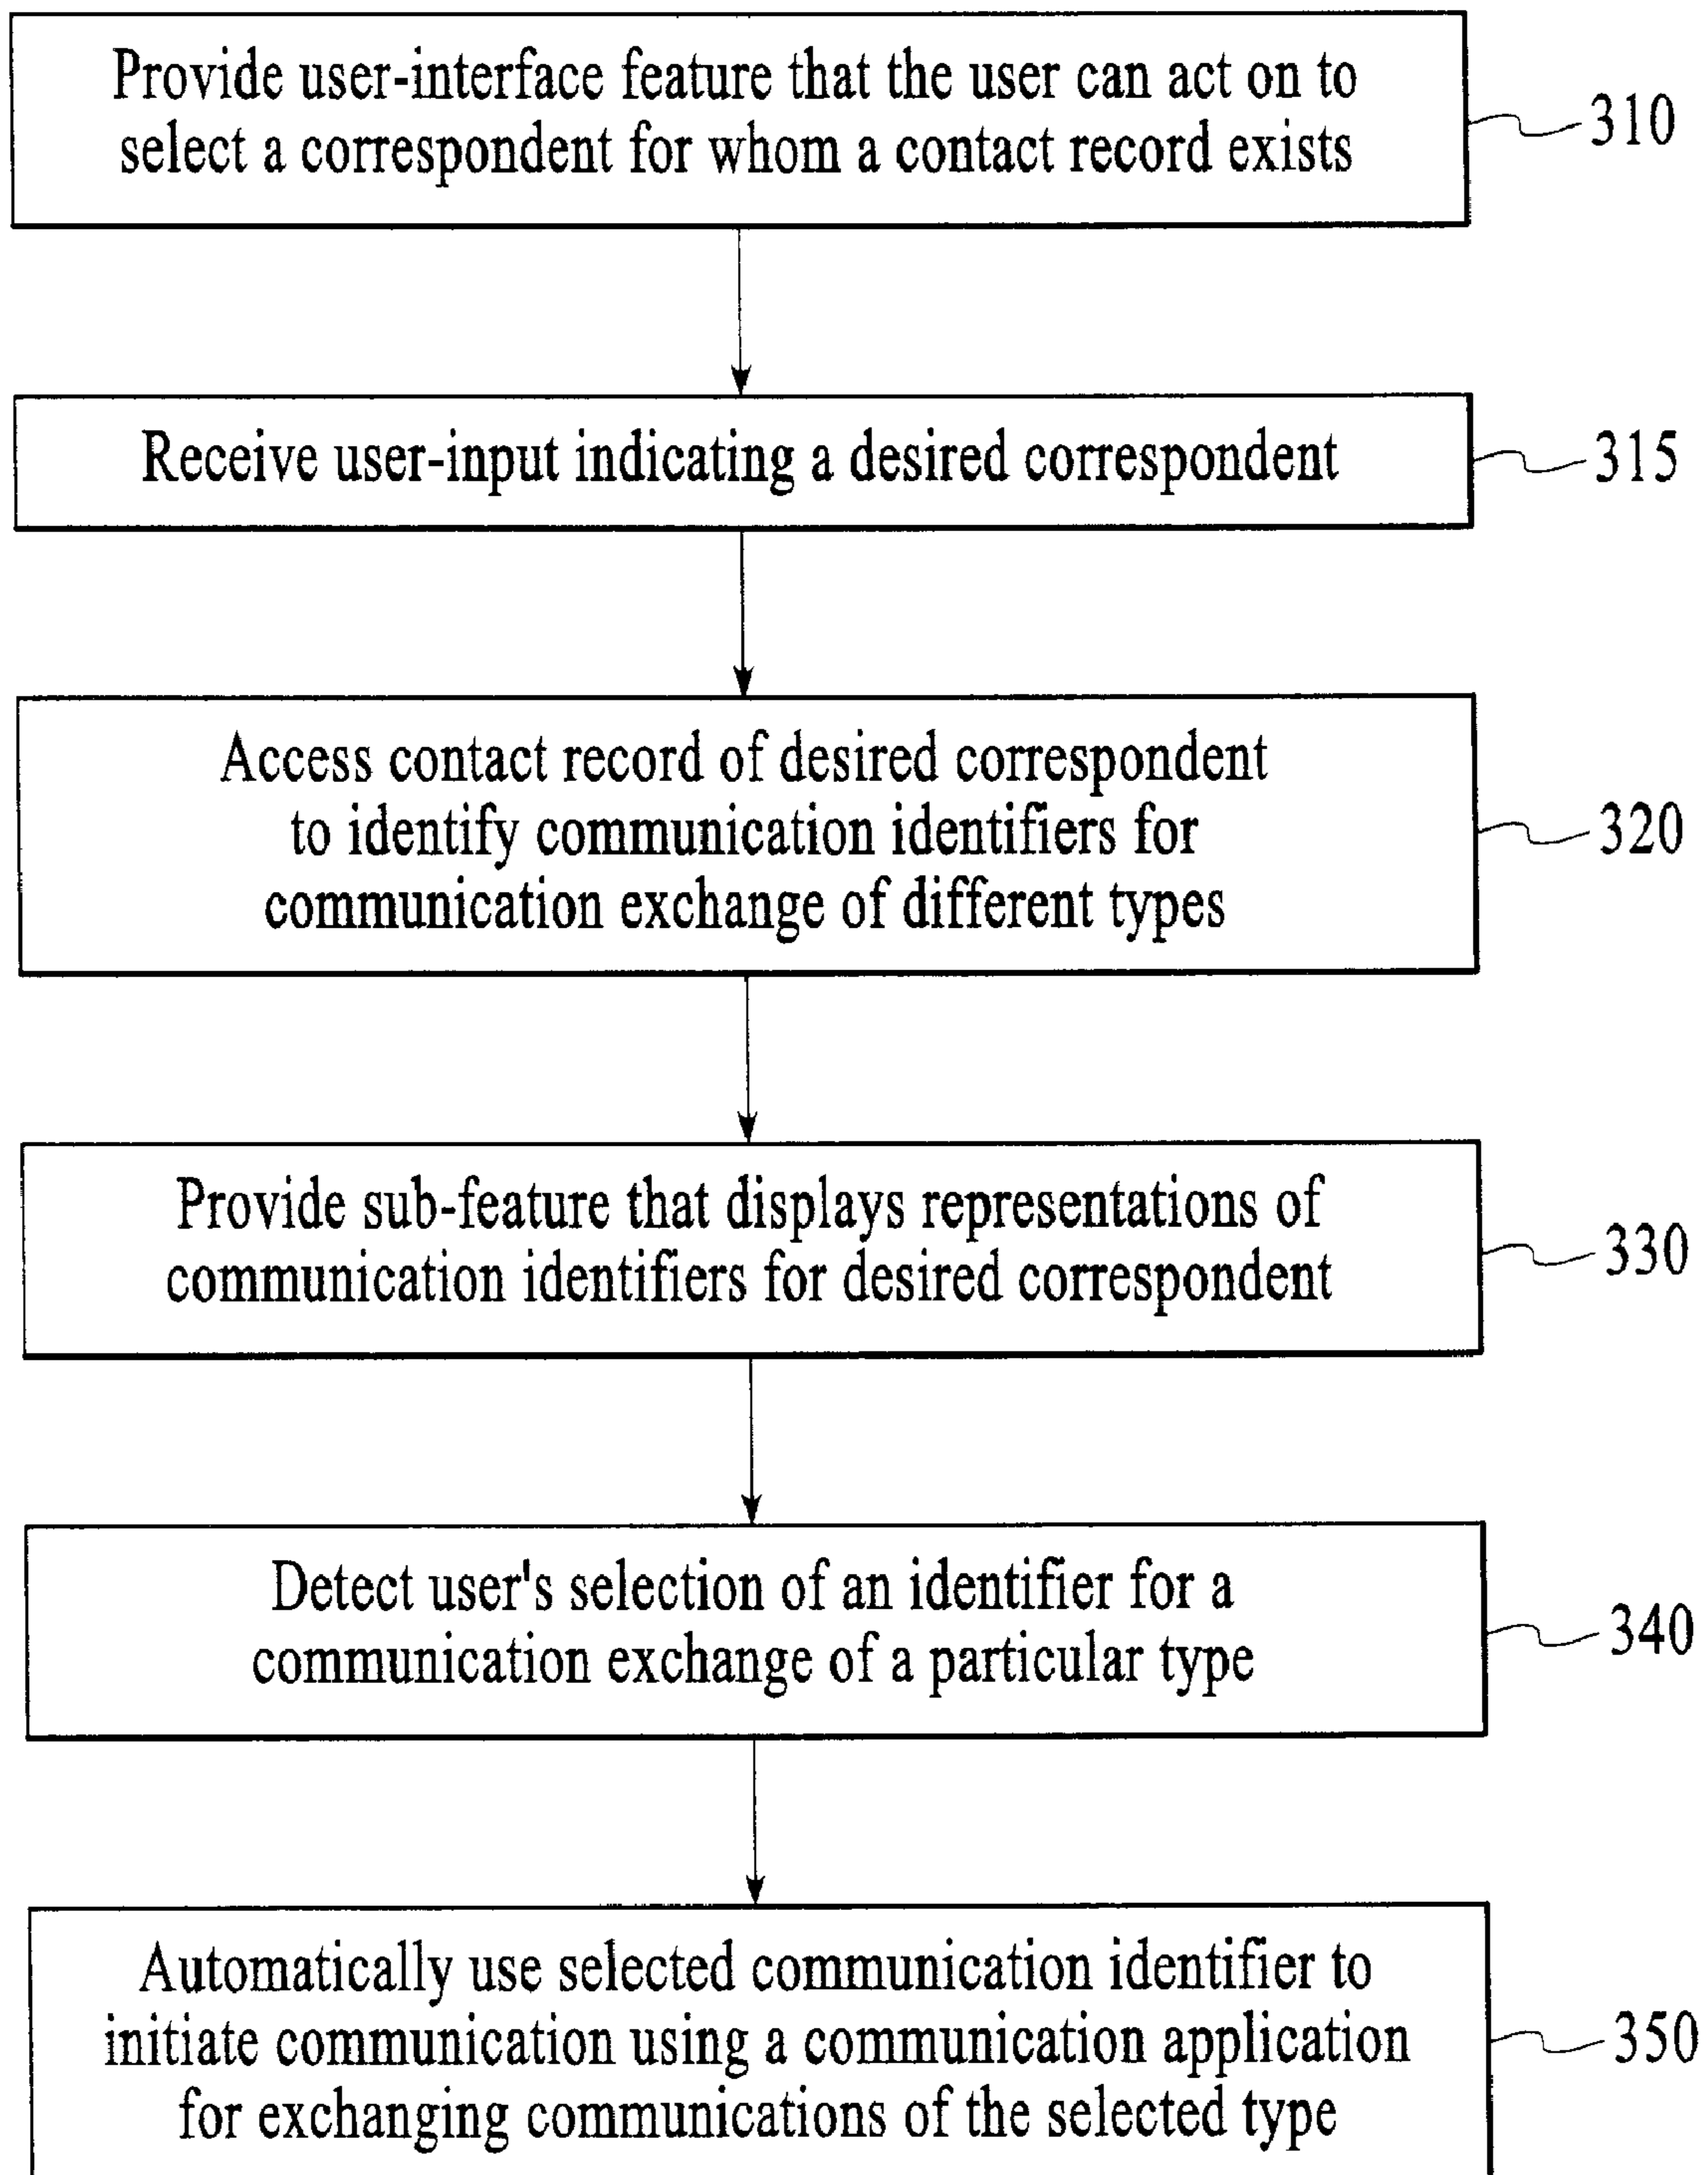 Provide user-interface feature that the user can act on to
select a correspondent for whom a contact record exists
310
Receive user-input indicating a desired correspondent
315
Access contact record of desired correspondent
to identify communication identifiers for
communication exchange of different types
320
Provide sub-feature that displays representations of
communication identifiers for desired correspondent
330
Detect user's selection of an identifier for a
communication exchange of a particular type
340
Automatically use selected communication identifier to
initiate communication using a communication application
for exchanging communications of the selected type
350